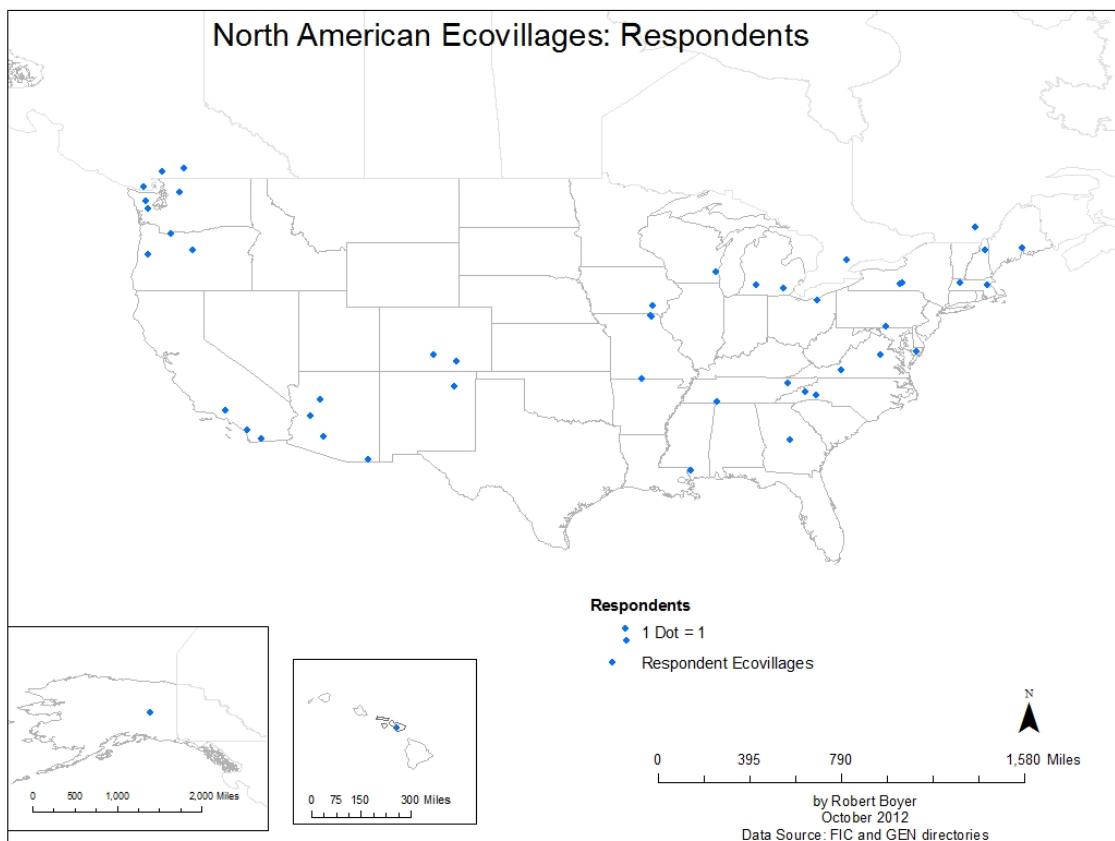 North American Ecovillages: Respondents
Respondents
1 Dot = 1
Respondent Ecovillages
N
0 395 790 1,580 Miles
by Robert Boyer
October 2012
Data Source: FIC and GEN directories
0 500 1,000 2,000 Miles
0 75 150 300 Miles